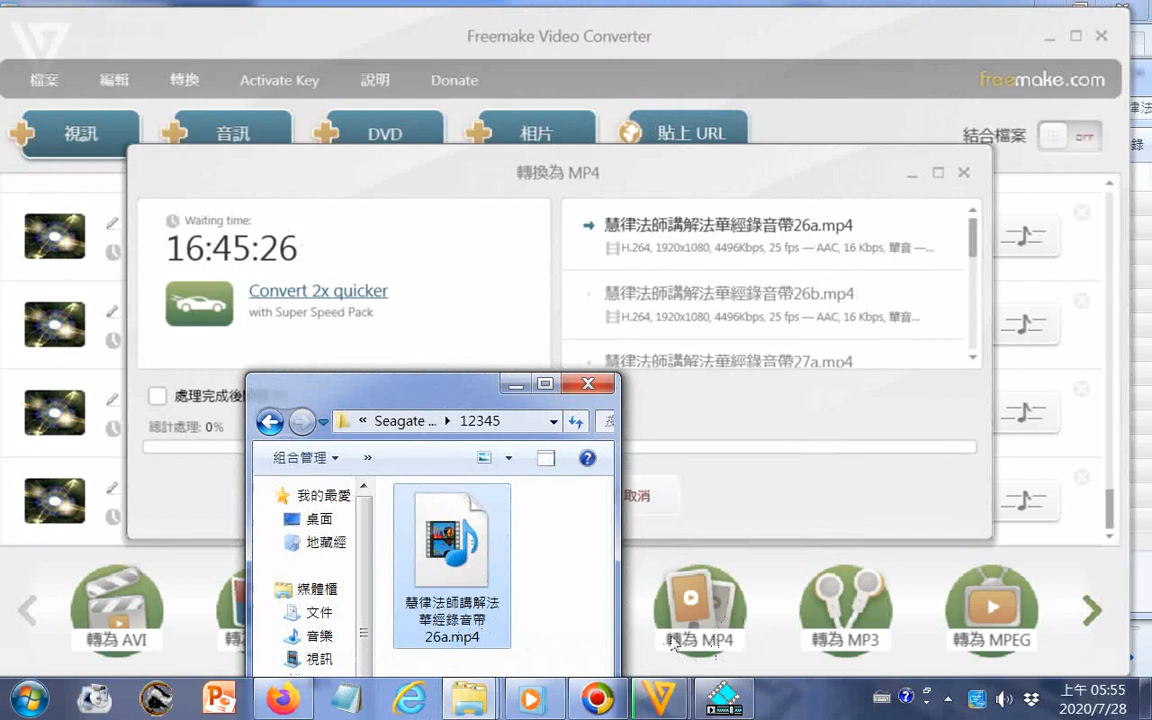 Freemake Video Converter
檔案 編輯 轉換 Activate Key 說明 Donate
freemake.com
視訊 音訊 DVD 相片 貼上 URL
結合檔案 OFF
轉換為 MP4
Waiting time:
16:45:26
Convert 2x quicker
with Super Speed Pack
慧律法師講解法華經錄音帶26a.mp4
H.264, 1920x1080, 4496Kbps, 25 fps — AAC, 16 Kbps, 單音 —...
慧律法師講解法華經錄音帶26b.mp4
H.264, 1920x1080, 4496Kbps, 25 fps — AAC, 16 Kbps, 單音...
慧律法師講解法華經錄音帶27a.mp4
處理完成後
總計處理: 0%
取消
« Seagate ... 12345
組合管理 »
我的最愛
桌面
地藏經
媒體櫃
文件
音樂
視訊
慧律法師講解法
華經錄音帶
26a.mp4
轉為 AVI
轉為 MP4
轉為 MP3
轉為 MPEG
上午 05:55
2020/7/28